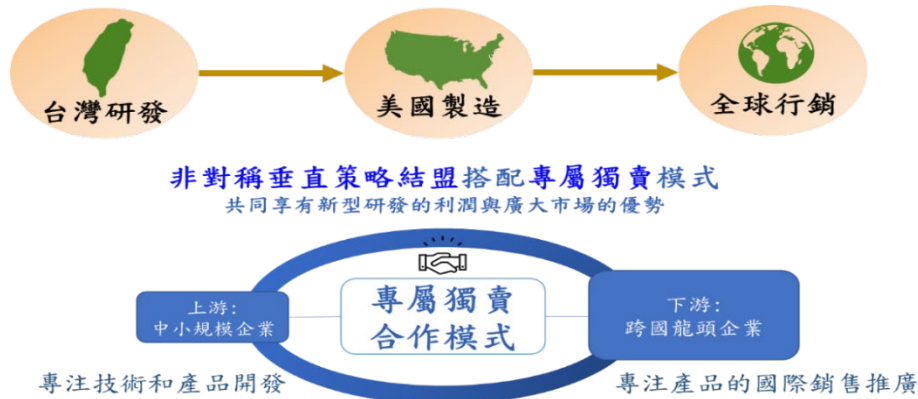 台灣研發
美國製造
全球行銷
非對稱垂直策略結盟搭配專屬獨賣模式
共同享有新型研發的利潤與廣大市場的優勢
上游:
中小規模企業
專屬獨賣
合作模式
下游:
跨國龍頭企業
專注技術和產品開發
專注產品的國際銷售推廣